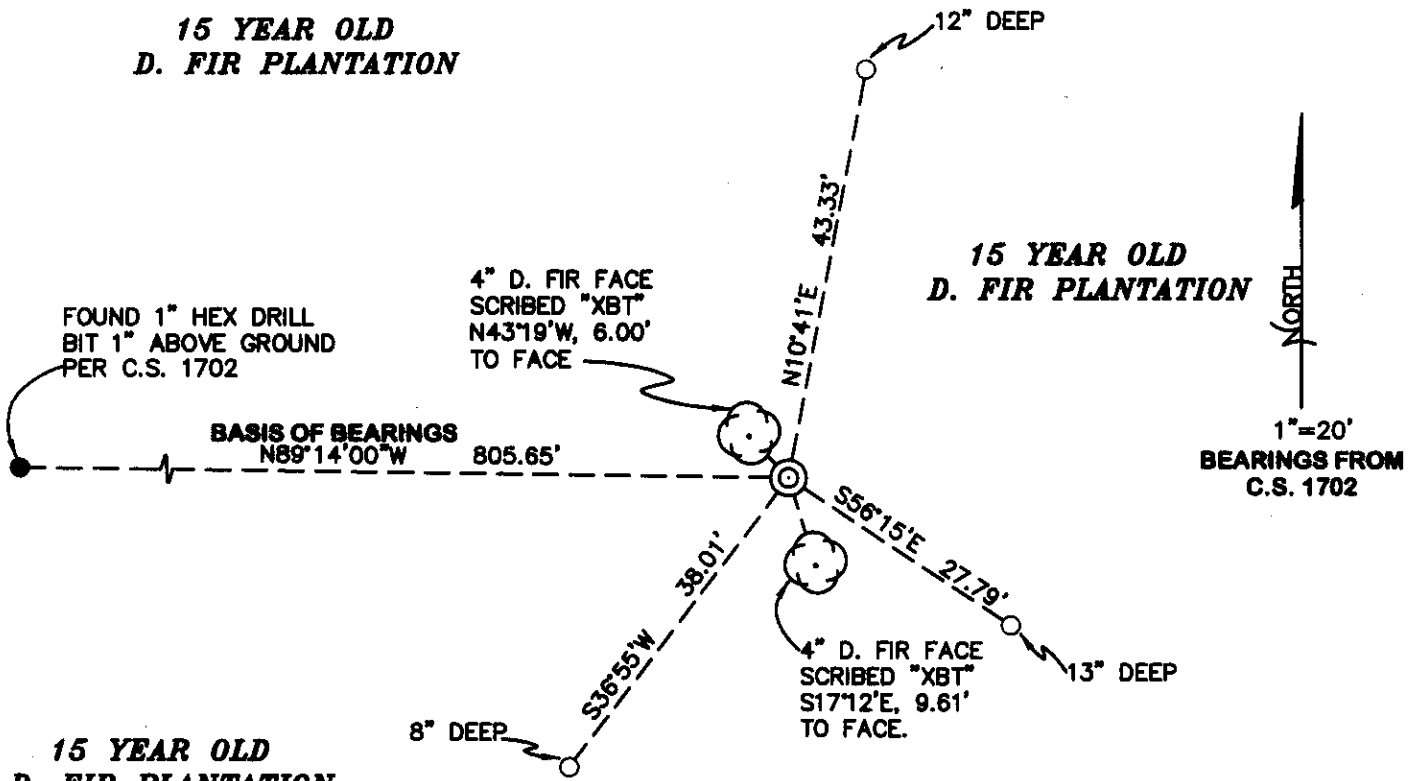 15 YEAR OLD
D. FIR PLANTATION
12" DEEP
N10°41'E 43.33'
15 YEAR OLD
D. FIR PLANTATION
NORTH
1"=20'
BEARINGS FROM
C.S. 1702
4" D. FIR FACE
SCRIBED "XBT"
N43°19'W, 6.00'
TO FACE
FOUND 1" HEX DRILL
BIT 1" ABOVE GROUND
PER C.S. 1702
BASIS OF BEARINGS
N89°14'00"W 805.65'
S56°15'E 27.79'
13" DEEP
4" D. FIR FACE
SCRIBED "XBT"
S17°12'E, 9.61'
TO FACE.
S36°55'W 38.01'
8" DEEP
15 YEAR OLD
D. FIR PLANTATION